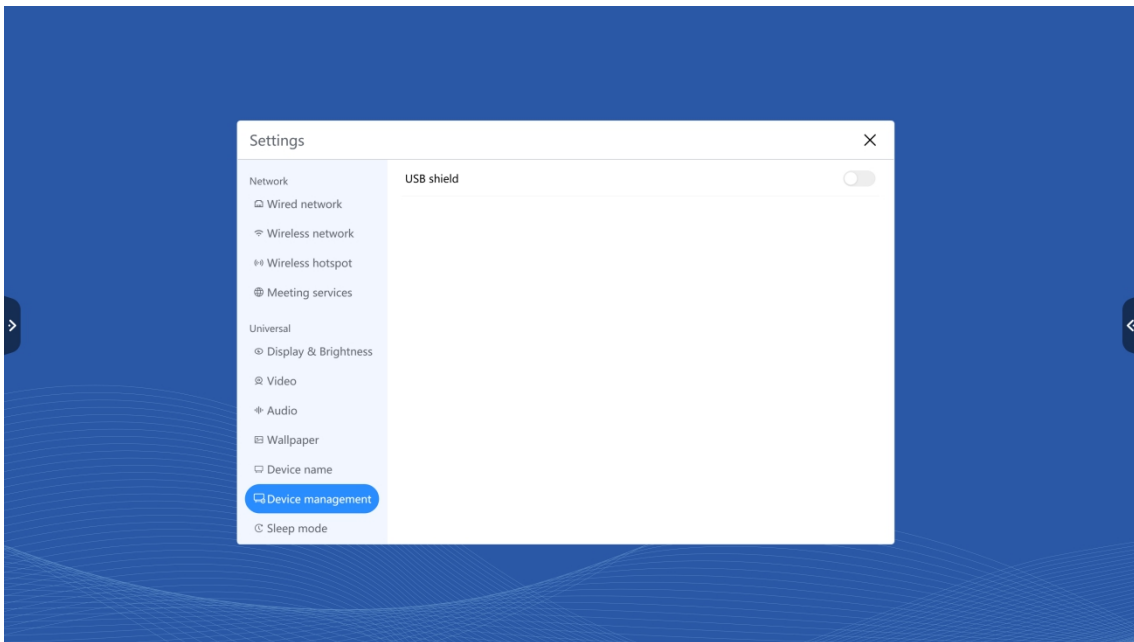 Settings
Network
Wired network
Wireless network
Wireless hotspot
Meeting services
Universal
Display & Brightness
Video
Audio
Wallpaper
Device name
Device management
Sleep mode
USB shield